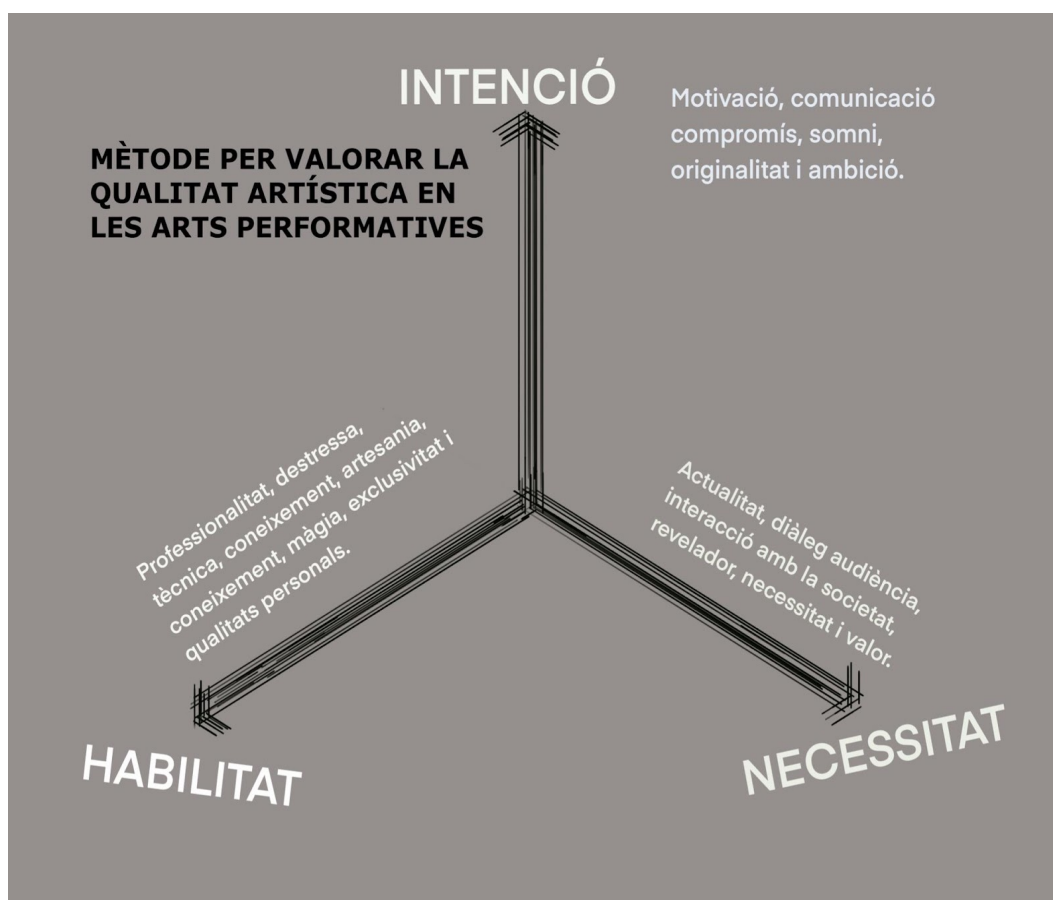 INTENCIÓ
Motivació, comunicació
compromís, somni,
originalitat i ambició.
MÈTODE PER VALORAR LA
QUALITAT ARTÍSTICA EN
LES ARTS PERFORMATIVES
Professionalitat, destressa,
tècnica, coneixement, artesania,
coneixement, màgia, exclusivitat i
qualitats personals.
Actualitat, diàleg audiència,
interacció amb la societat,
revelador, necessitat i valor.
HABILITAT
NECESSITAT